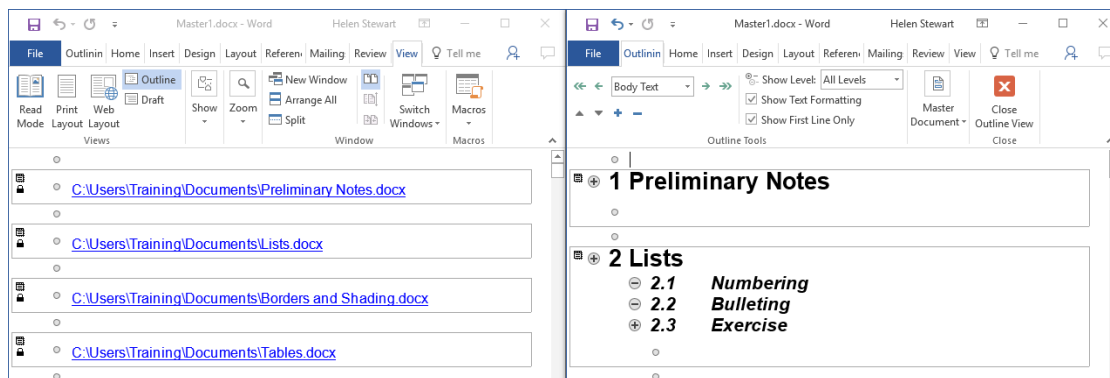 Master1.docx - Word Helen Stewart
File Outlinin Home Insert Design Layout Referen Mailing Review View Tell me
Read Mode
Print Layout
Web Layout
Outline
Draft
Views
Show
Zoom
New Window
Arrange All
Split
Switch Windows
Window
Macros
Macros
C:\Users\Training\Documents\Preliminary Notes.docx
C:\Users\Training\Documents\Lists.docx
C:\Users\Training\Documents\Borders and Shading.docx
C:\Users\Training\Documents\Tables.docx
Master1.docx - Word Helen Stewart
File Outlinin Home Insert Design Layout Referen Mailing Review View Tell me
Body Text
Show Level: All Levels
Show Text Formatting
Show First Line Only
Outline Tools
Master Document
Close Outline View
Close
1 Preliminary Notes
2 Lists
2.1 Numbering
2.2 Bulleting
2.3 Exercise